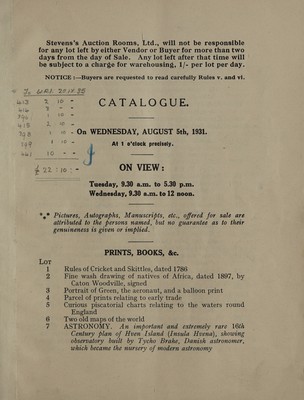 Stevens's Auction Rooms, Ltd., will not be responsible
for any lot left by either Vendor or Buyer for more than two
days from the day of Sale. Any lot left after that time will
be subject to a charge for warehousing, 1/- per lot per day.
NOTICE :—Buyers are requested to read carefully Rules v. and vi.
CATALOGUE.
On WEDNESDAY, AUGUST 5th, 1931.
At 1 o'clock precisely.
£ 22 : 10 : -
ON VIEW :
Tuesday, 9.30 a.m. to 5.30 p.m.
Wednesday, 9.30 a.m. to 12 noon.
*** Pictures, Autographs, Manuscripts, etc., offered for sale are
attributed to the persons named, but no guarantee as to their
genuineness is given or implied.
PRINTS, BOOKS, &c.
LOT
1 Rules of Cricket and Skittles, dated 1786
2 Fine wash drawing of natives of Africa, dated 1897, by
Caton Woodville, signed
3 Portrait of Green, the aeronaut, and a balloon print
4 Parcel of prints relating to early trade
5 Curious piscatorial charts relating to the waters round
England
6 Two old maps of the world
7 ASTRONOMY. An important and extremely rare 16th
Century plan of Hven Island (Insula Hvena), showing
observatory built by Tycho Brahe, Danish astronomer,
which became the nursery of modern astronomy